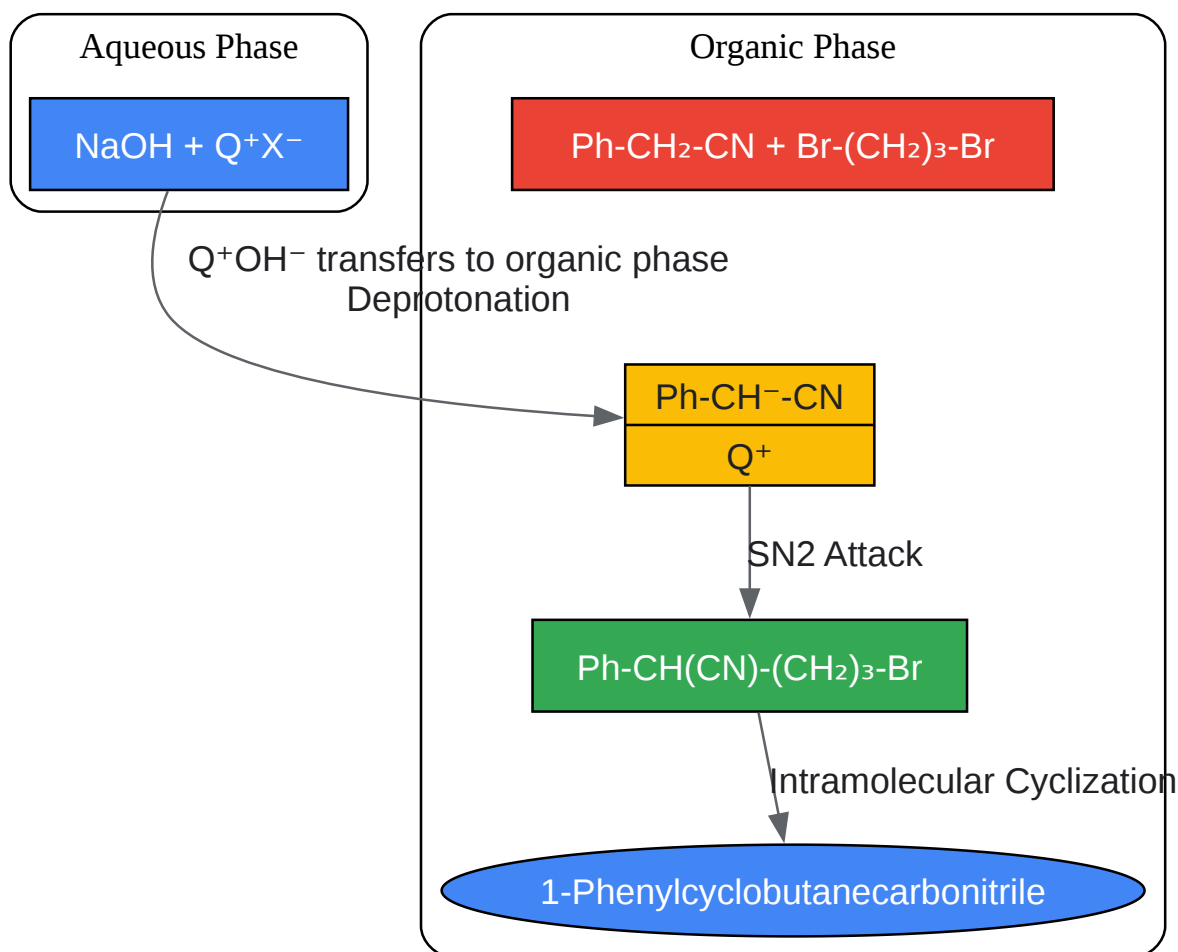 Aqueous Phase
Organic Phase
NaOH + Q⁺X⁻
Ph-CH₂-CN + Br-(CH₂)₃-Br
Q⁺OH⁻ transfers to organic phase
Deprotonation
Ph-CH⁻-CN
Q⁺
SN2 Attack
Ph-CH(CN)-(CH₂)₃-Br
Intramolecular Cyclization
1-Phenylcyclobutanecarbonitrile